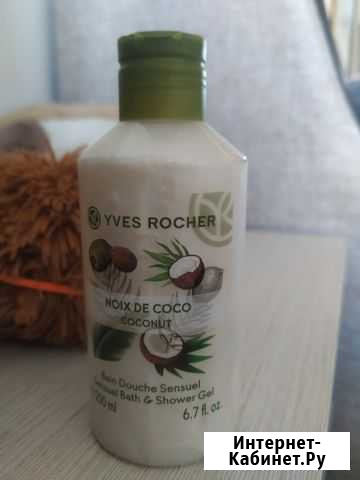 YVES ROCHER
NOIX DE COCO
COCONUT
Bain Douche Sensuel
Sensual Bath & Shower Gel
200 ml 6.7 fl. oz.
Интернет-
Кабинет.Ру